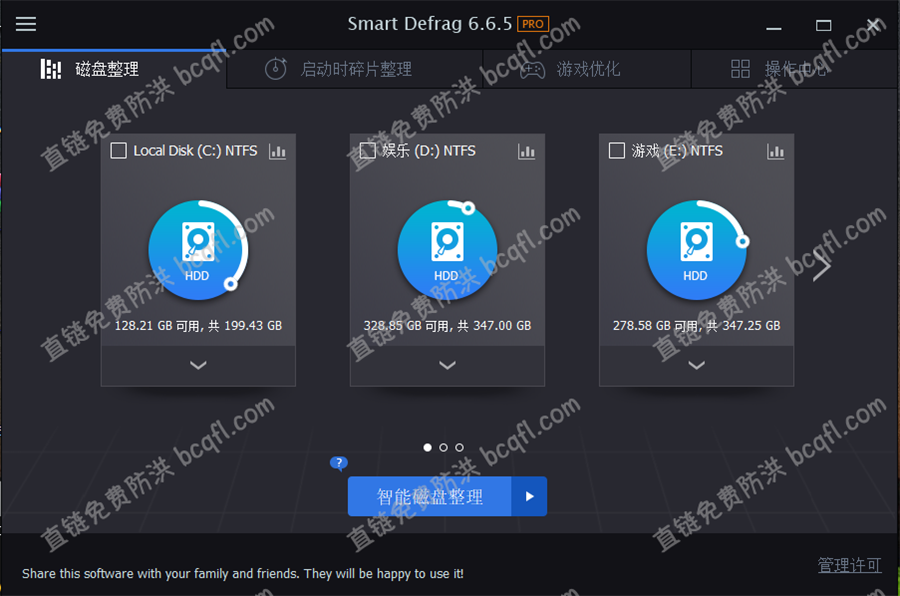 Smart Defrag 6.6.5 PRO
磁盘整理
启动时碎片整理
游戏优化
操作中心
Local Disk (C:) NTFS
娱乐 (D:) NTFS
游戏 (E:) NTFS
HDD
HDD
HDD
128.21 GB 可用, 共 199.43 GB
328.85 GB 可用, 共 347.00 GB
278.58 GB 可用, 共 347.25 GB
?
智能磁盘整理
Share this software with your family and friends. They will be happy to use it!
管理许可
直链免费防洪 bcqfl.com
直链免费防洪 bcqfl.com
直链免费防洪 bcqfl.com
直链免费防洪 bcqfl.com
直链免费防洪 bcqfl.com
直链免费防洪 bcqfl.com
直链免费防洪 bcqfl.com
直链免费防洪 bcqfl.com
直链免费防洪 bcqfl.com